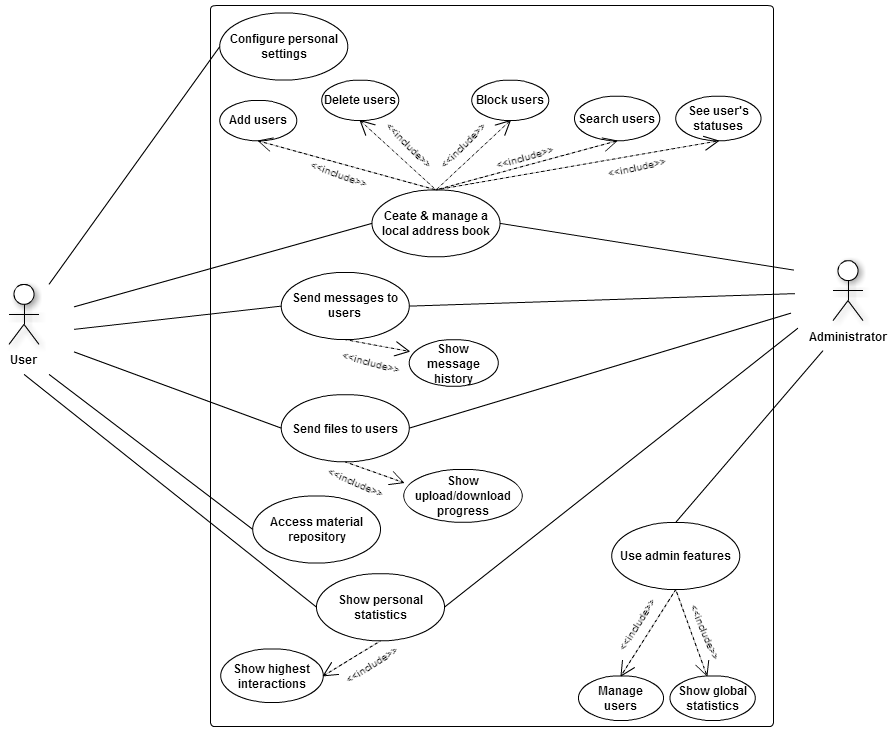 Configure personal
settings
Add users
Delete users
Block users
Search users
See user's
statuses
<<include>>
<<include>>
<<include>>
<<include>>
<<include>>
Ceate & manage a
local address book
Send messages to
users
<<include>>
Show
message
history
User
Administrator
Send files to users
<<include>>
Show
upload/download
progress
Access material
repository
Use admin features
Show personal
statistics
<<include>>
<<include>>
<<include>>
Show highest
interactions
Manage
users
Show global
statistics